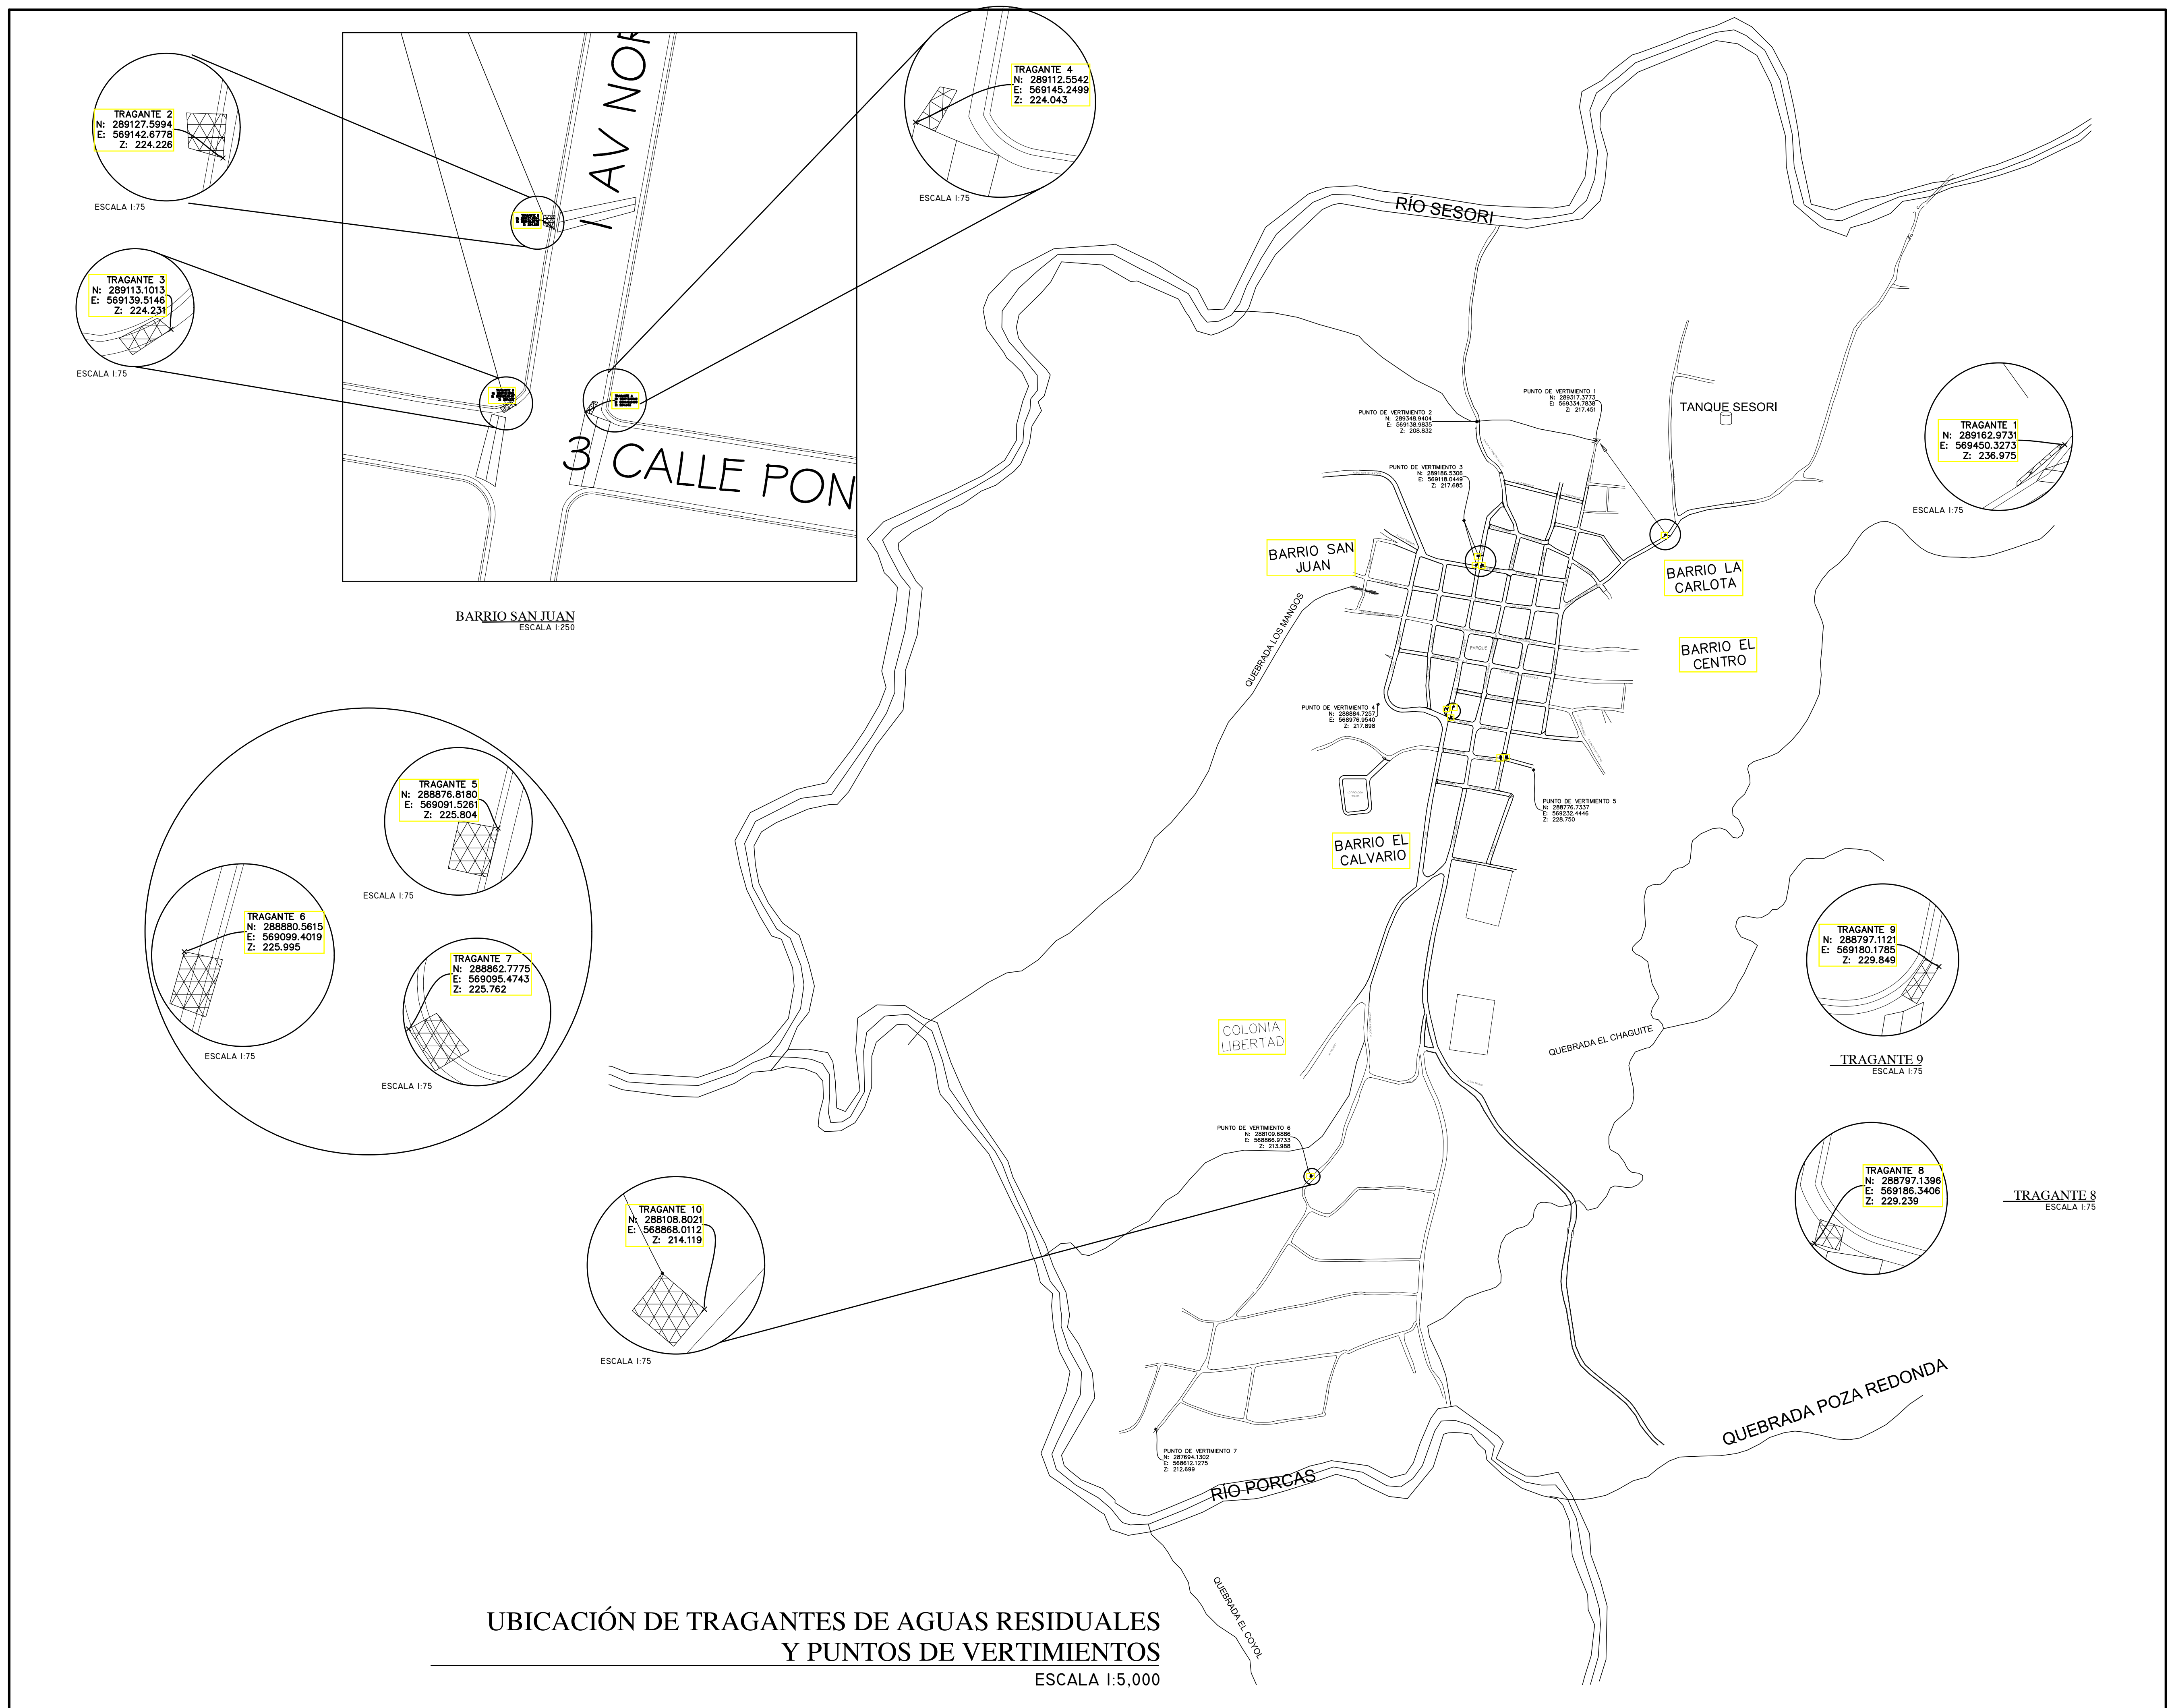 TRAGANTE 2
N: 289127.5994
E: 569142.6778
Z: 224.226
ESCALA 1:75
TRAGANTE 3
N: 289113.1013
E: 569139.5146
Z: 224.231
ESCALA 1:75
1 AV NOR
3 CALLE PON
BARRIO SAN JUAN
ESCALA 1:250
TRAGANTE 4
N: 289112.5542
E: 569145.2499
Z: 224.043
ESCALA 1:75
RÍO SESORI
TANQUE SESORI
TRAGANTE 1
N: 289162.9731
E: 569450.3273
Z: 236.975
ESCALA 1:75
PUNTO DE VERTIMIENTO 1
N: 289317.3773
E: 569334.7838
Z: 217.451
PUNTO DE VERTIMIENTO 2
N: 289348.9404
E: 569138.9835
Z: 208.832
PUNTO DE VERTIMIENTO 3
N: 289186.5306
E: 569118.0449
Z: 217.685
BARRIO SAN
JUAN
BARRIO LA
CARLOTA
BARRIO EL
CENTRO
PARQUE
QUEBRADA LOS MANGOS
PUNTO DE VERTIMIENTO 4
N: 288884.7257
E: 568976.9540
Z: 217.898
PUNTO DE VERTIMIENTO 5
N: 288776.7337
E: 569232.4446
Z: 228.750
BARRIO EL
CALVARIO
TRAGANTE 5
N: 288876.8180
E: 569091.5261
Z: 225.804
ESCALA 1:75
TRAGANTE 6
N: 288880.5615
E: 569099.4019
Z: 225.995
ESCALA 1:75
TRAGANTE 7
N: 288862.7775
E: 569095.4743
Z: 225.762
ESCALA 1:75
TRAGANTE 9
N: 288797.1121
E: 569180.1785
Z: 229.849
TRAGANTE 9
ESCALA 1:75
COLONIA
LIBERTAD
QUEBRADA EL CHAGUITE
PUNTO DE VERTIMIENTO 6
N: 288109.6886
E: 568866.9733
Z: 213.988
TRAGANTE 8
N: 288797.1396
E: 569186.3406
Z: 229.239
TRAGANTE 8
ESCALA 1:75
TRAGANTE 10
N: 288108.8021
E: 568868.0112
Z: 214.119
ESCALA 1:75
QUEBRADA POZA REDONDA
PUNTO DE VERTIMIENTO 7
N: 287694.1302
E: 568612.1275
Z: 212.699
RÍO PORCAS
QUEBRADA EL COYOL
UBICACIÓN DE TRAGANTES DE AGUAS RESIDUALES
Y PUNTOS DE VERTIMIENTOS
ESCALA 1:5,000